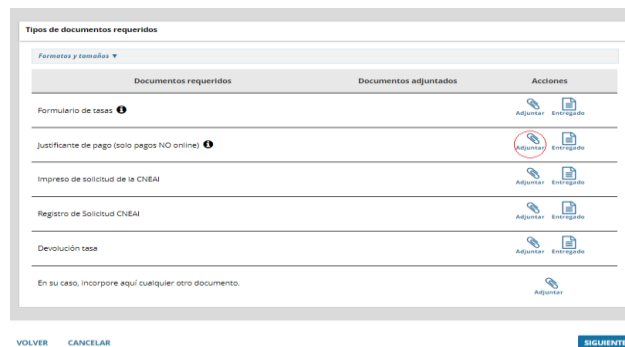 Tipos de documentos requeridos
Formatos y tamaños ▼
Documentos requeridos Documentos adjuntados Acciones
Formulario de tasas
Adjuntar Entregado
Justificante de pago (solo pagos NO online)
Adjuntar Entregado
Impreso de solicitud de la CNEAI
Adjuntar Entregado
Registro de Solicitud CNEAI
Adjuntar Entregado
Devolución tasa
Adjuntar Entregado
En su caso, incorpore aquí cualquier otro documento.
Adjuntar
VOLVER CANCELAR SIGUIENTE